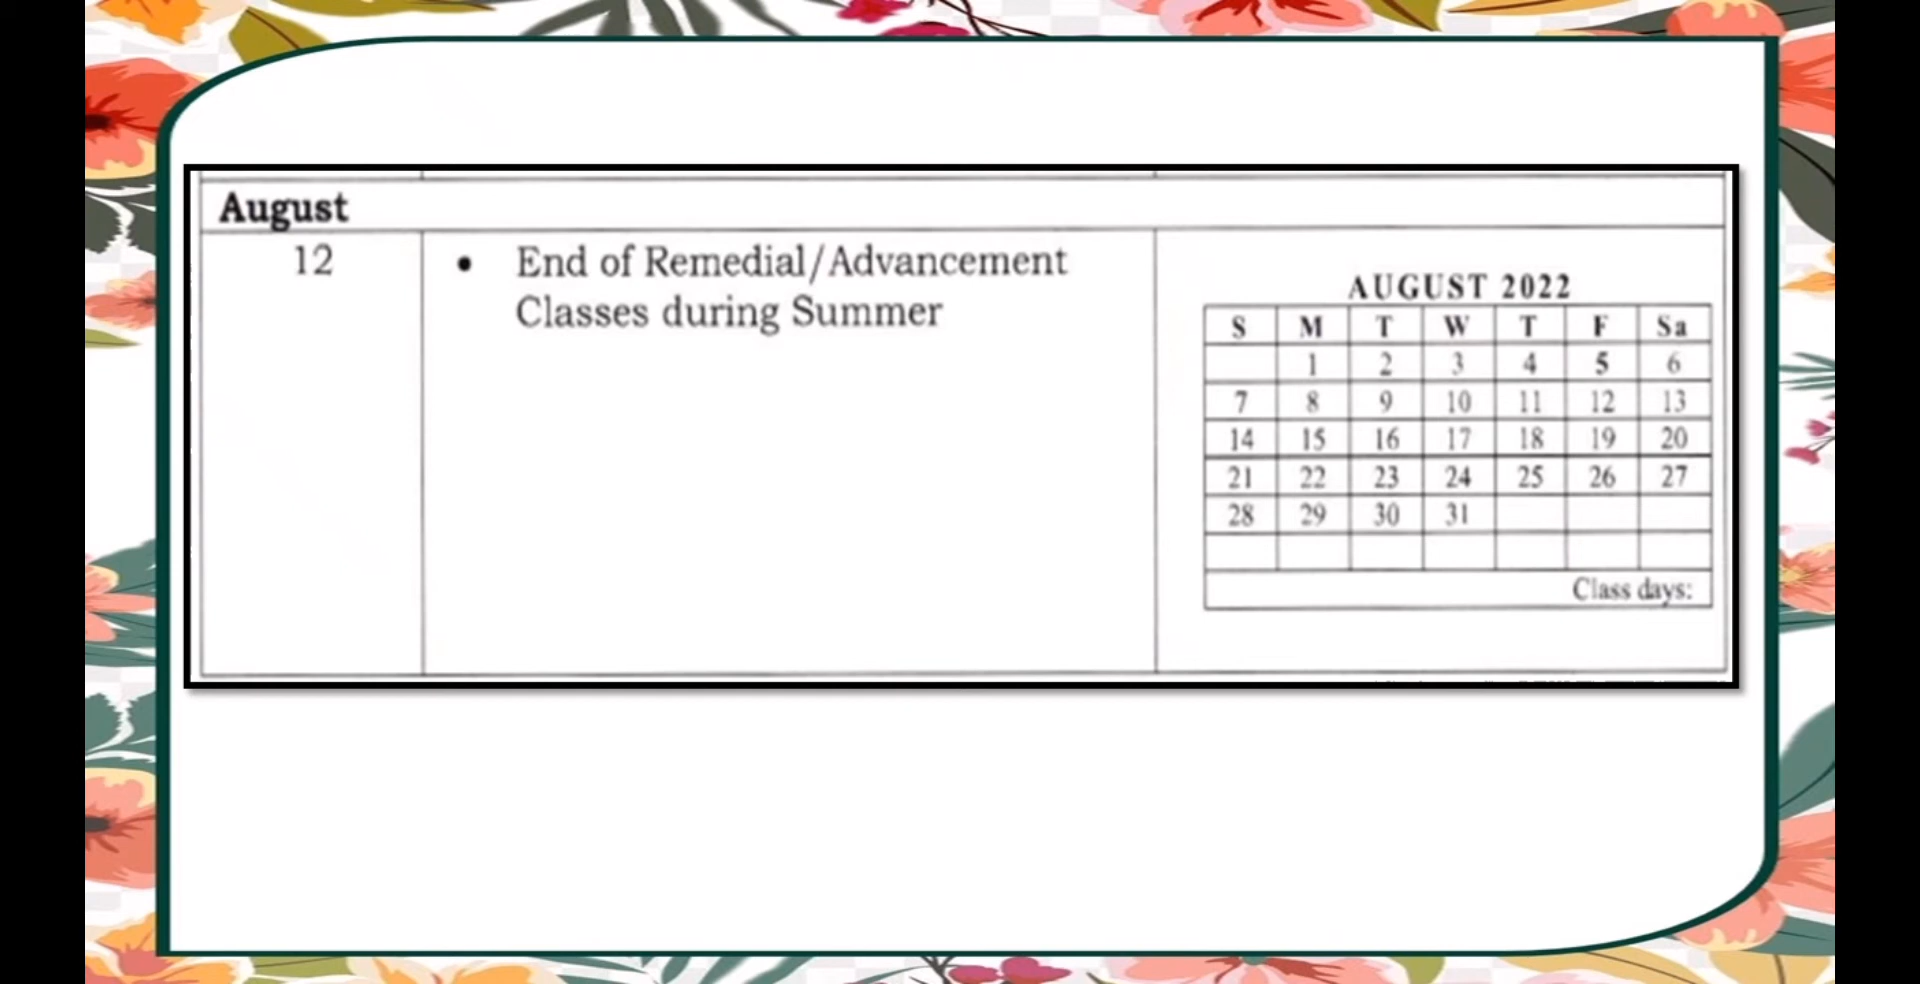 August
12
• End of Remedial/Advancement
Classes during Summer
AUGUST 2022
S M T W T F Sa
1 2 3 4 5 6
7 8 9 10 11 12 13
14 15 16 17 18 19 20
21 22 23 24 25 26 27
28 29 30 31
Class days: